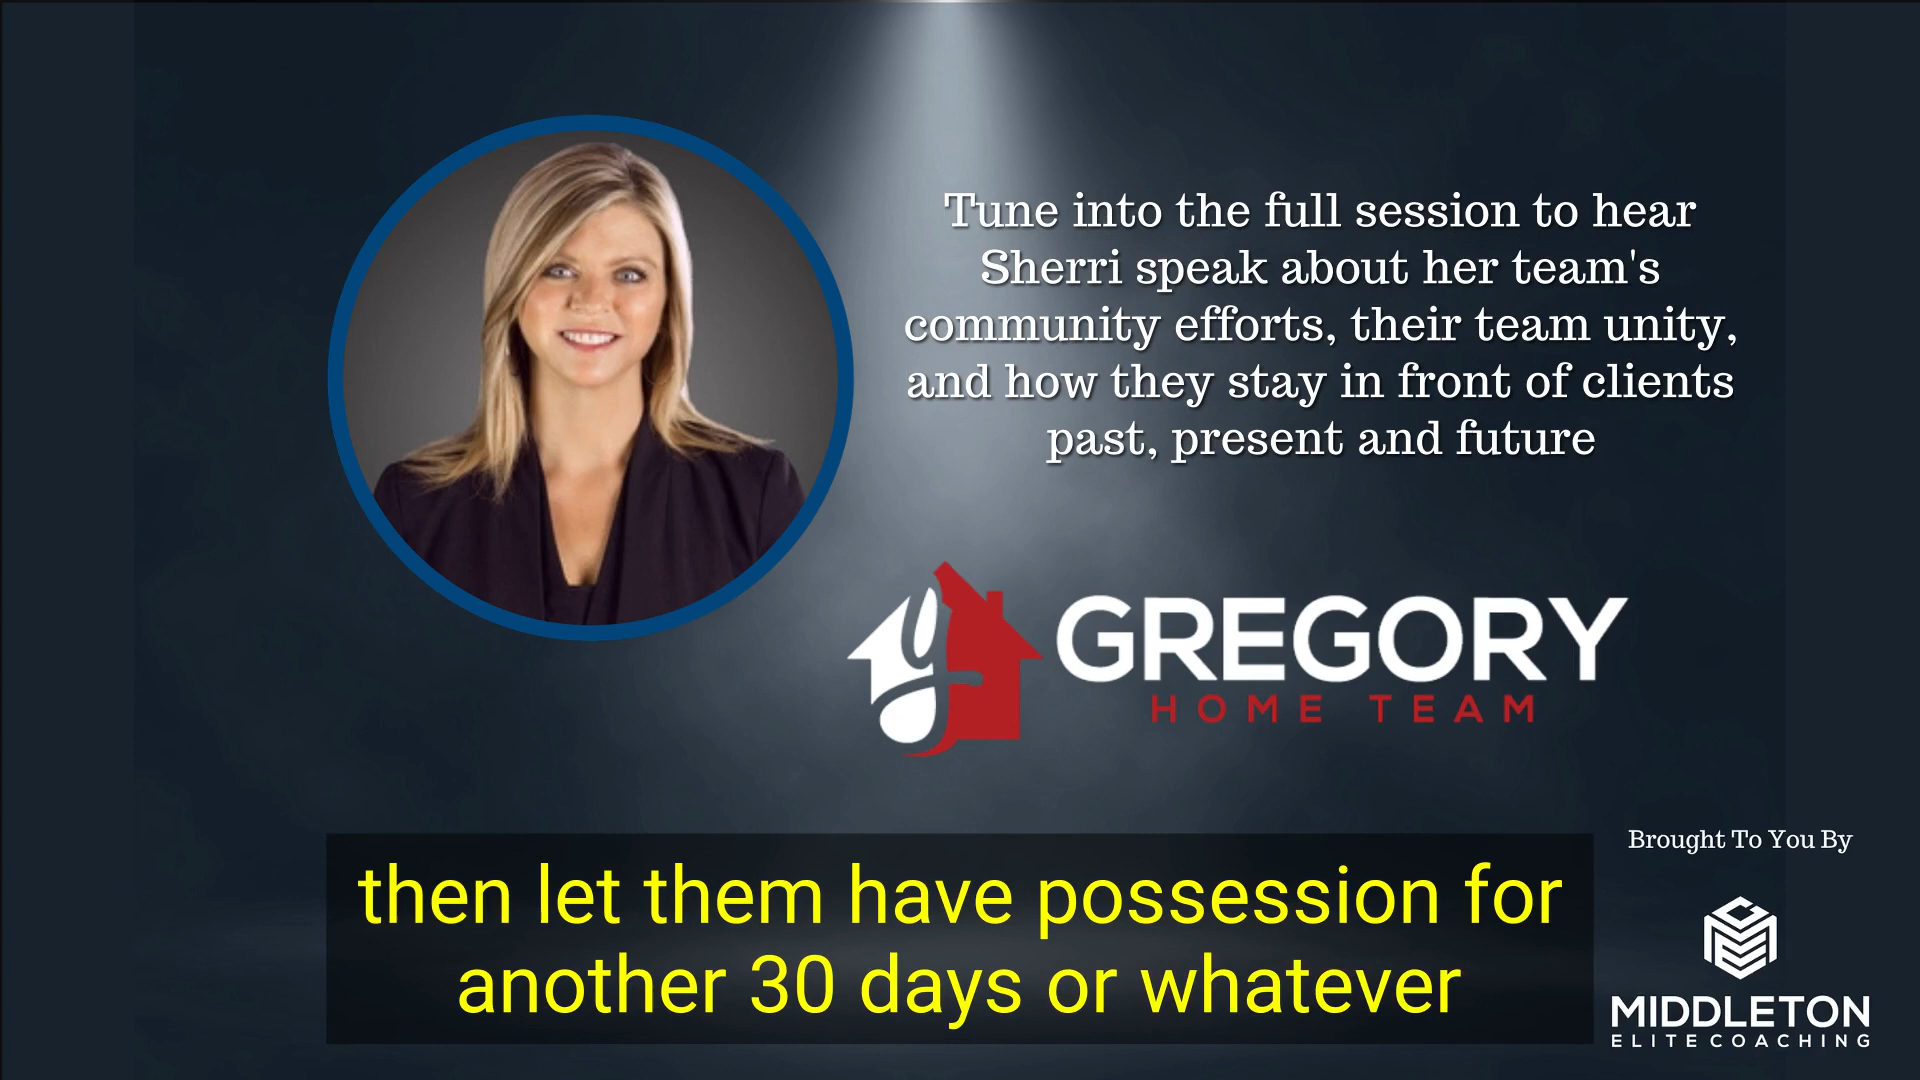 Tune into the full session to hear
Sherri speak about her team's
community efforts, their team unity,
and how they stay in front of clients
past, present and future
GREGORY
HOME TEAM
then let them have possession for
another 30 days or whatever
Brought To You By
MIDDLETON
ELITE COACHING